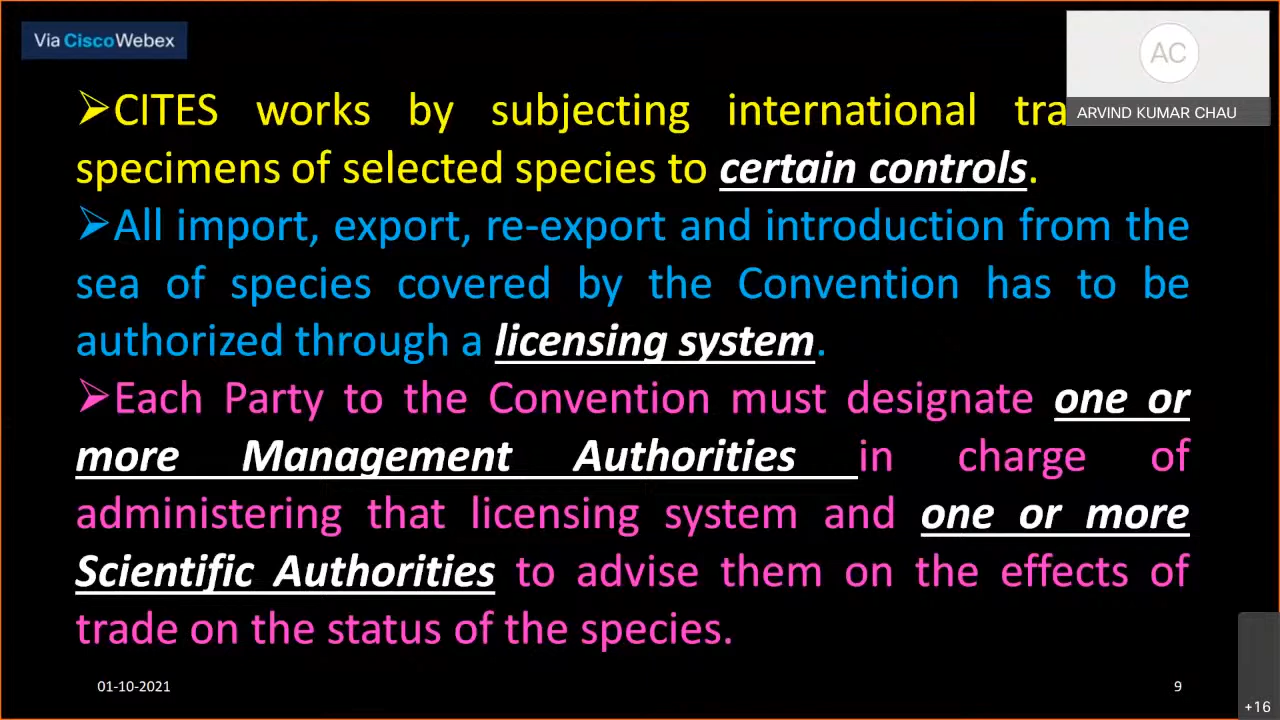 Via CiscoWebex
AC
ARVIND KUMAR CHAU
➢CITES works by subjecting international
specimens of selected species to certain controls.
➢All import, export, re-export and introduction from the
sea of species covered by the Convention has to be
authorized through a licensing system.
➢Each Party to the Convention must designate one or
more Management Authorities in charge of
administering that licensing system and one or more
Scientific Authorities to advise them on the effects of
trade on the status of the species.
01-10-2021
9
+16